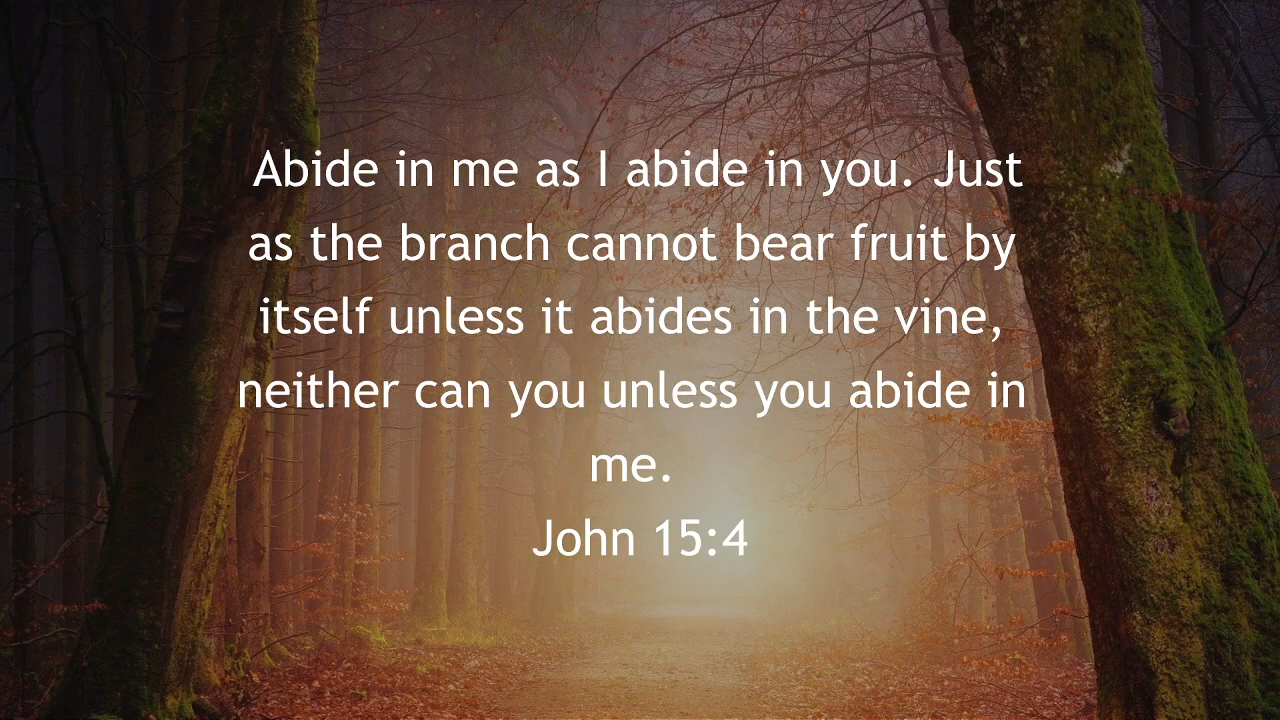 Abide in me as I abide in you. Just
as the branch cannot bear fruit by
itself unless it abides in the vine,
neither can you unless you abide in
me.
John 15:4